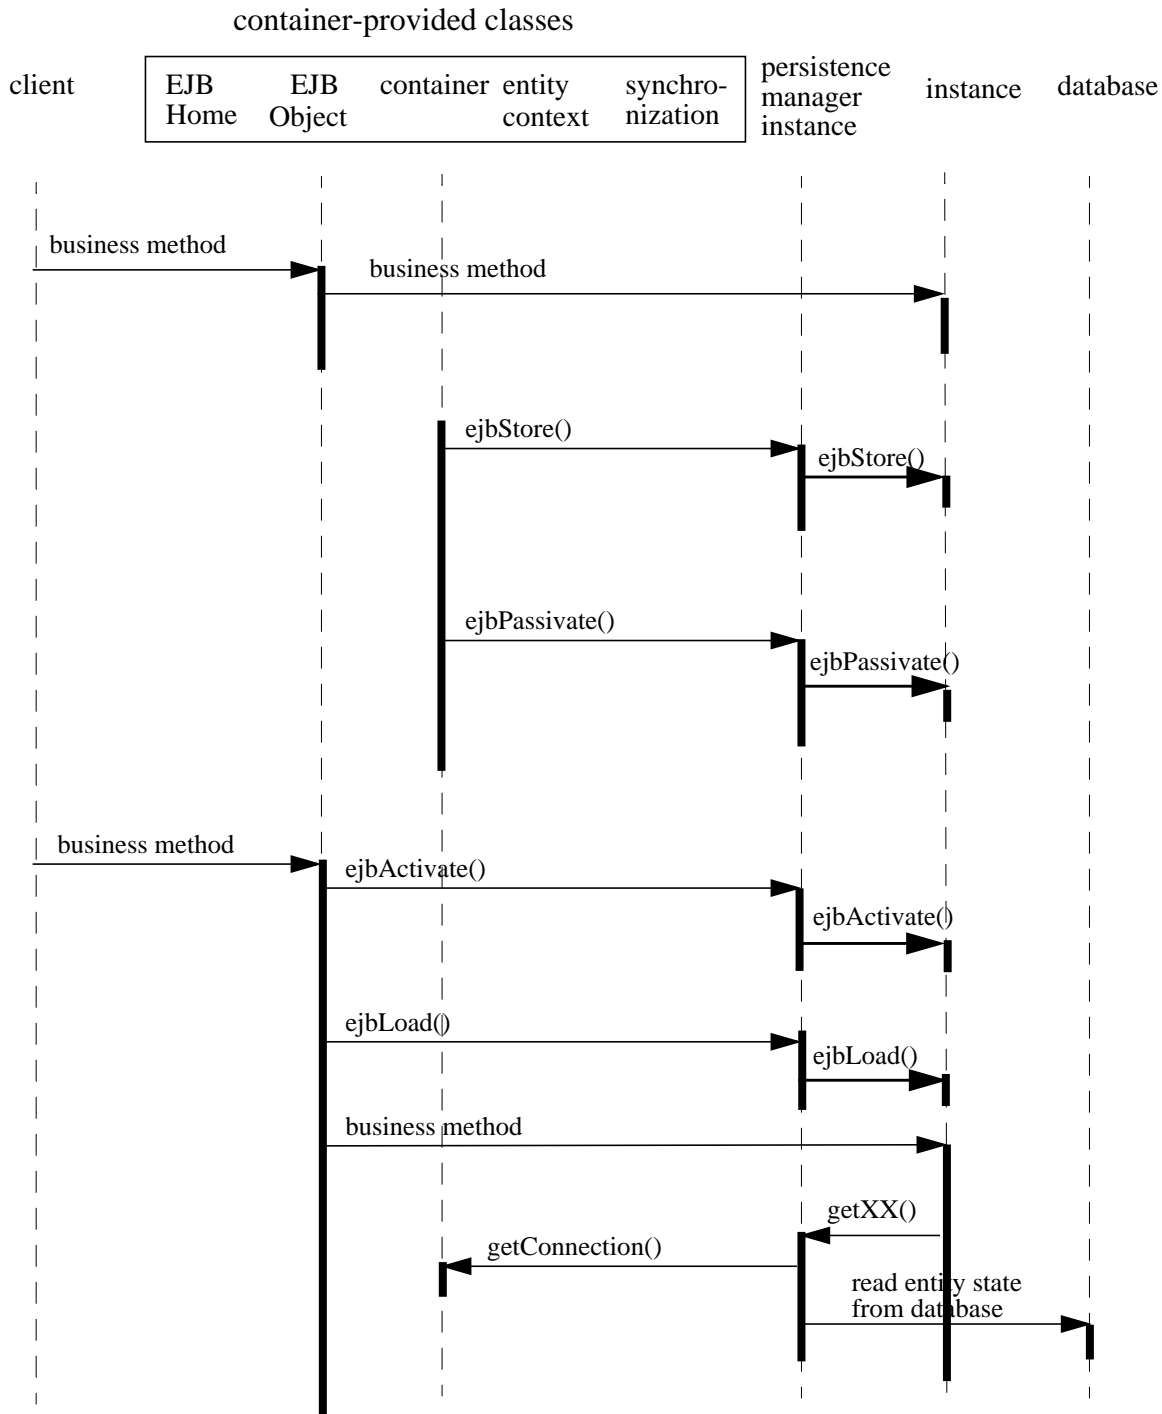 container-provided classes
client
EJB
Home
EJB
Object
container
entity
context
synchro-
nization
persistence
manager
instance
instance
database
business method
business method
ejbStore()
ejbStore()
ejbPassivate()
ejbPassivate()
business method
ejbActivate()
ejbActivate()
ejbLoad()
ejbLoad()
business method
getXX()
getConnection()
read entity state
from database